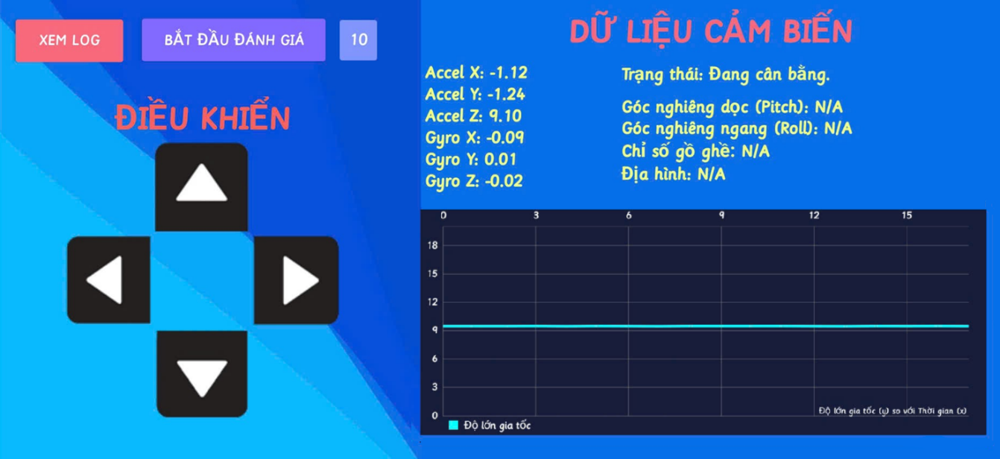 XEM LOG
BẮT ĐẦU ĐÁNH GIÁ
10
ĐIỀU KHIỂN
DỮ LIỆU CẢM BIẾN
Accel X: -1.12
Accel Y: -1.24
Accel Z: 9.10
Gyro X: -0.09
Gyro Y: 0.01
Gyro Z: -0.02
Trạng thái: Đang cân bằng.
Góc nghiêng dọc (Pitch): N/A
Góc nghiêng ngang (Roll): N/A
Chỉ số gồ ghề: N/A
Địa hình: N/A
0 3 6 9 12 15
18
15
12
9
6
3
0
Độ lớn gia tốc (y) so với Thời gian (x)
Độ lớn gia tốc